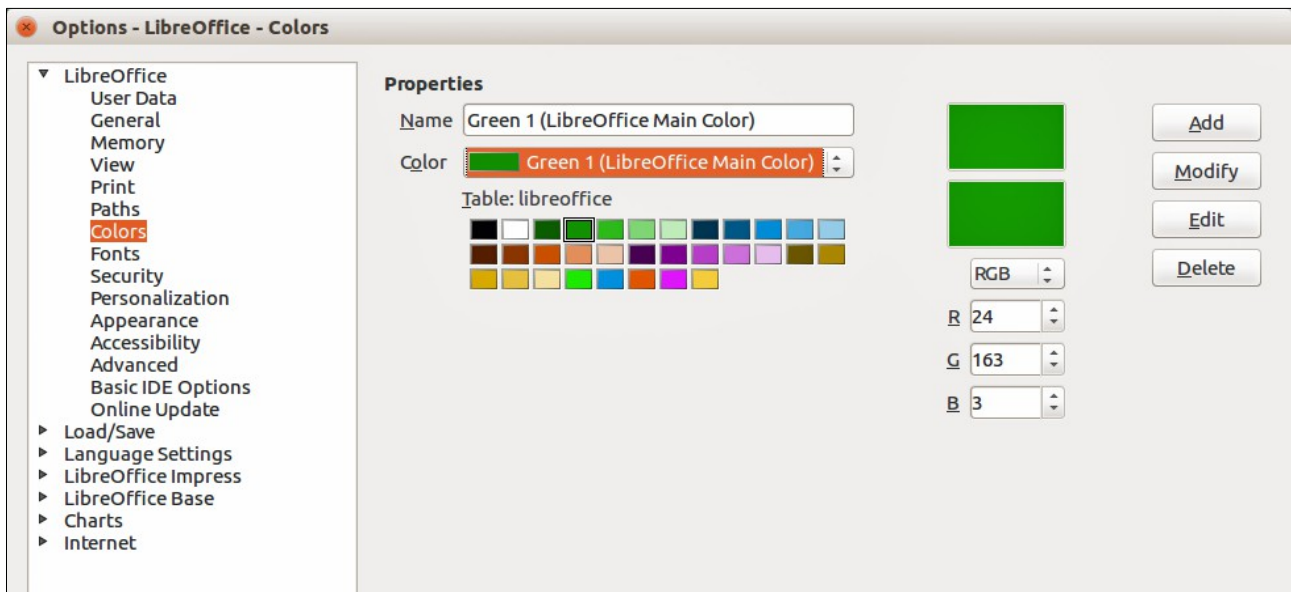 Options - LibreOffice - Colors
LibreOffice
User Data
General
Memory
View
Print
Paths
Colors
Fonts
Security
Personalization
Appearance
Accessibility
Advanced
Basic IDE Options
Online Update
Load/Save
Language Settings
LibreOffice Impress
LibreOffice Base
Charts
Internet
Properties
Name Green 1 (LibreOffice Main Color)
Color Green 1 (LibreOffice Main Color)
Table: libreoffice
RGB
R 24
G 163
B 3
Add
Modify
Edit
Delete